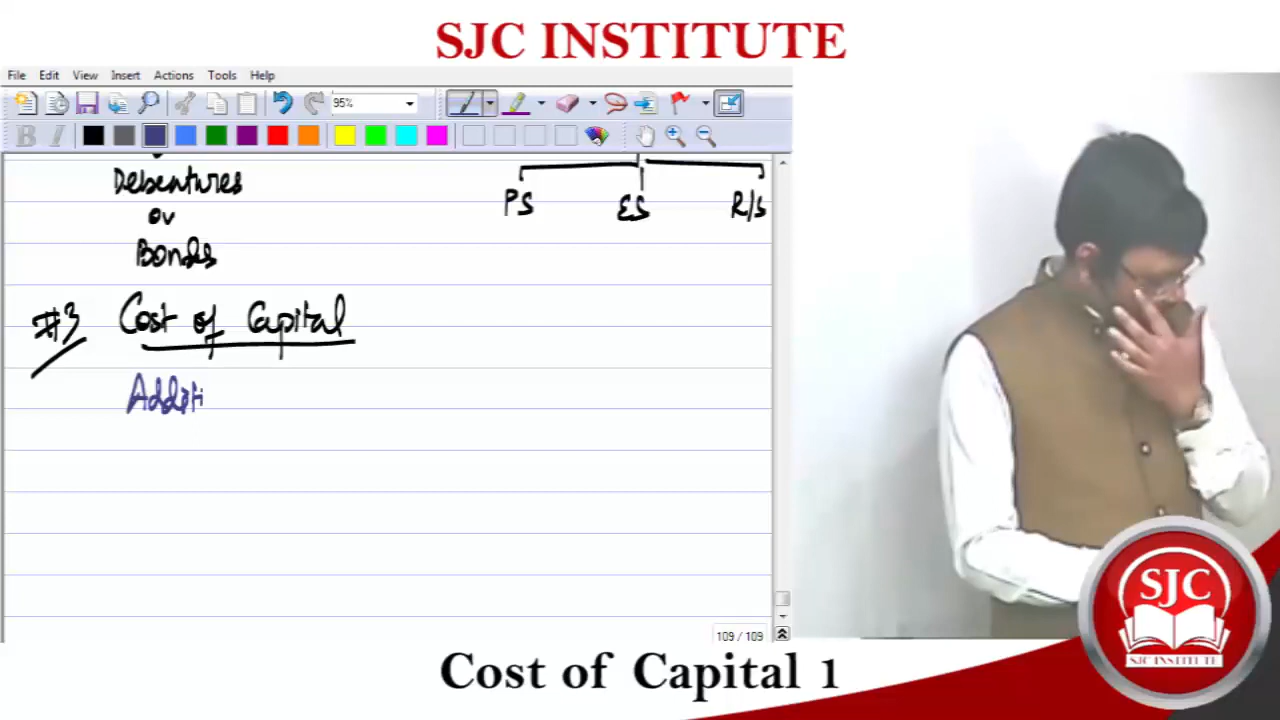 SJC INSTITUTE
File Edit View Insert Actions Tools Help
95%
B I
Debentures
or
Bonds
PS ES R/S
#3 Cost of Capital
Additi
109 / 109
SJC
SJC INSTITUTE
Cost of Capital 1